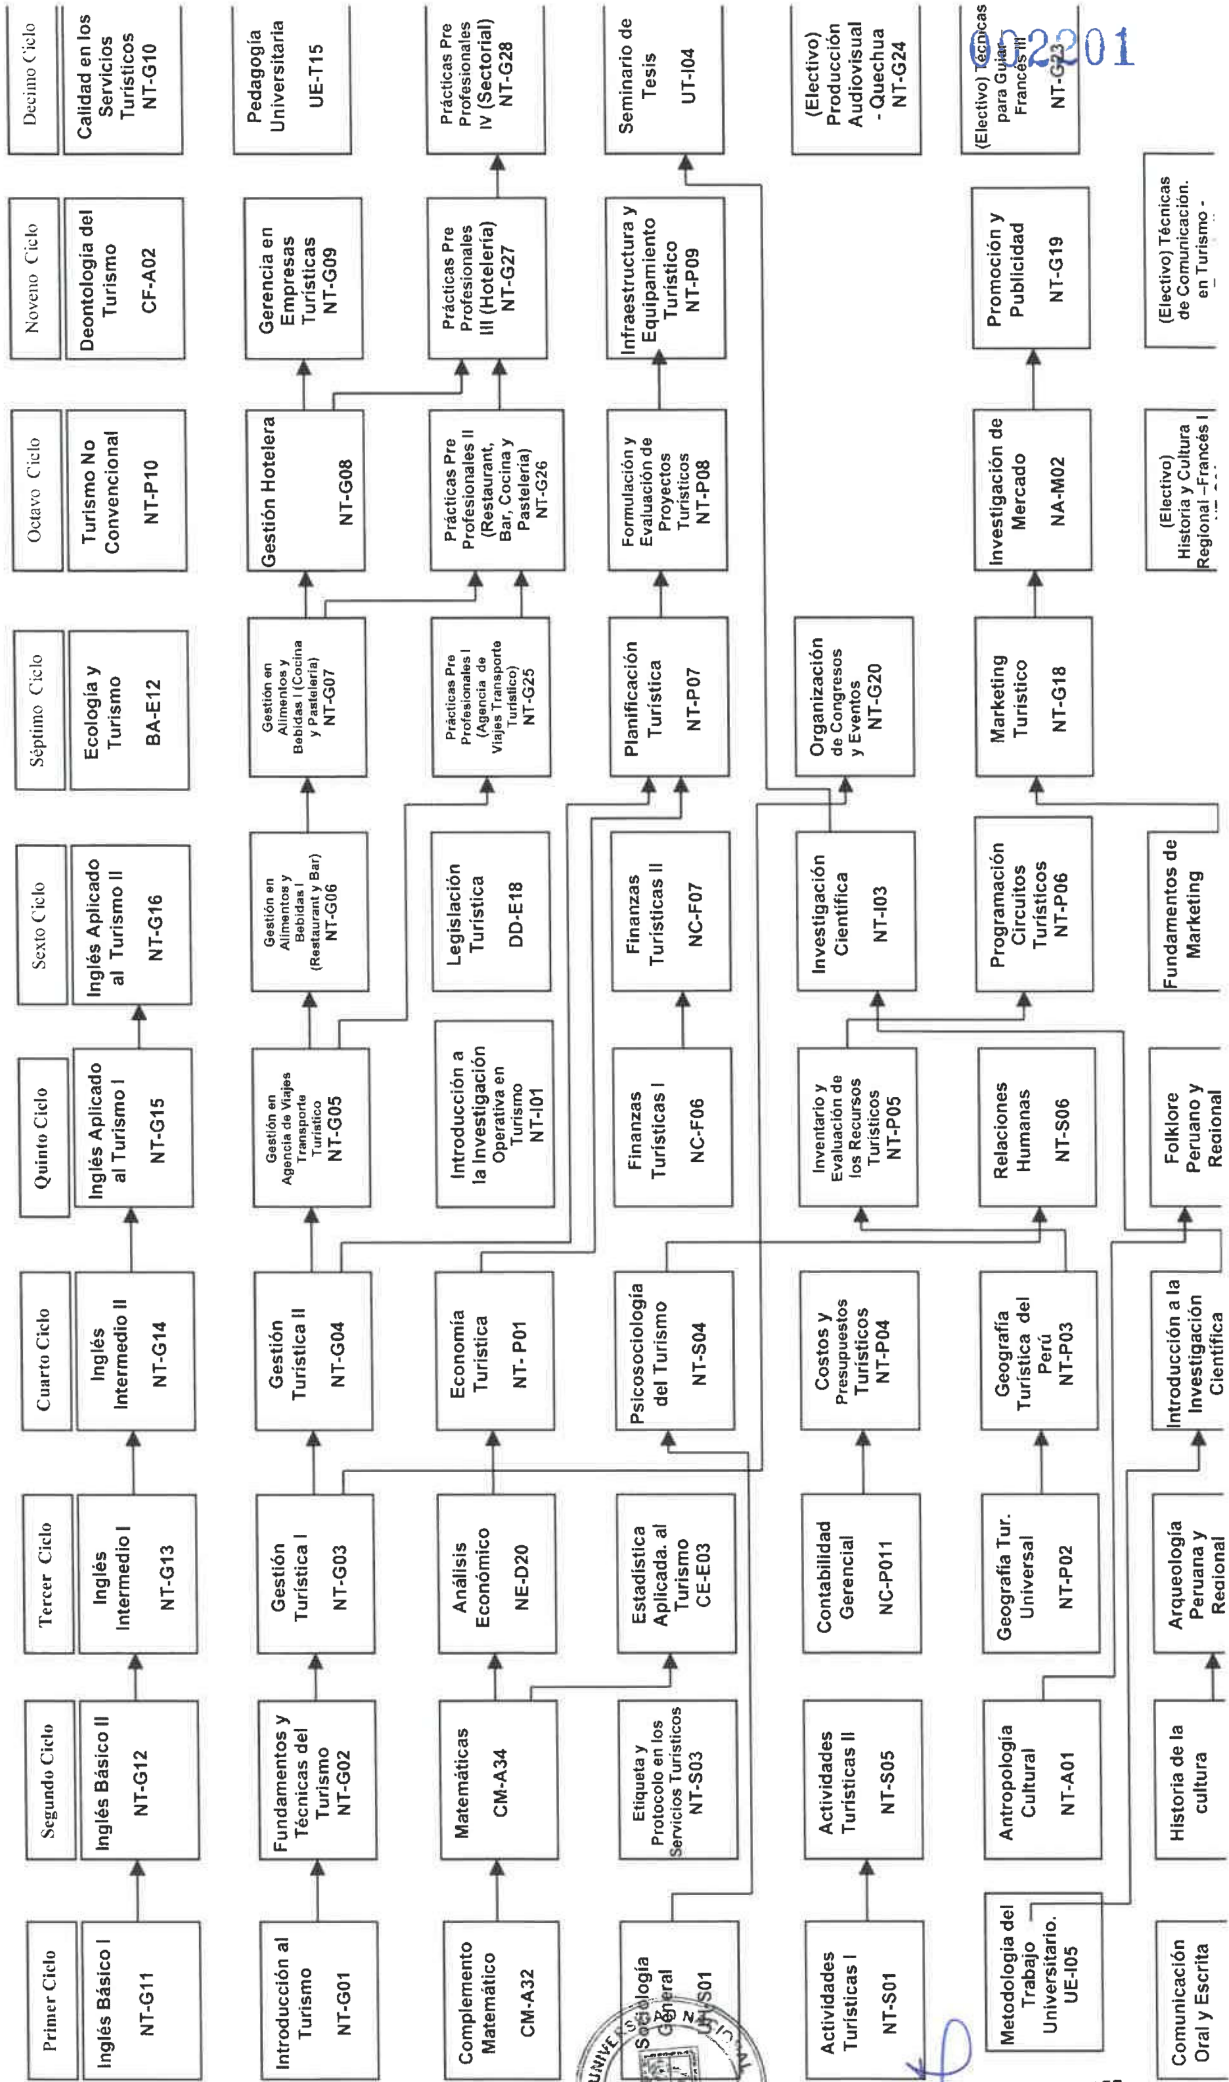 Primer Ciclo
Segundo Ciclo
Tercer Ciclo
Cuarto Ciclo
Quinto Ciclo
Sexto Ciclo
Séptimo Ciclo
Octavo Ciclo
Noveno Ciclo
Decimo Ciclo
Inglés Básico I
NT-G11
Inglés Básico II
NT-G12
Inglés
Intermedio I
NT-G13
Inglés
Intermedio II
NT-G14
Inglés Aplicado
al Turismo I
NT-G15
Inglés Aplicado
al Turismo II
NT-G16
Ecología y
Turismo
BA-E12
Turismo No
Convencional
NT-P10
Deontología del
Turismo
CF-A02
Calidad en los
Servicios
Turísticos
NT-G10
Introducción al
Turismo
NT-G01
Fundamentos y
Técnicas del
Turismo
NT-G02
Gestión
Turística I
NT-G03
Gestión
Turística II
NT-G04
Gestión en
Agencia de Viajes
Transporte
Turístico
NT-G05
Gestión en
Alimentos y
Bebidas I
(Restaurant y Bar)
NT-G06
Gestión en
Alimentos y
Bebidas I (Cocina
y Pastelería)
NT-G07
Gestión Hotelera
NT-G08
Gerencia en
Empresas
Turísticas
NT-G09
Pedagogía
Universitaria
UE-T15
Complemento
Matemático
CM-A32
Matemáticas
CM-A34
Análisis
Económico
NE-D20
Economía
Turística
NT- P01
Introducción a
la Investigación
Operativa en
Turismo
NT-I01
Legislación
Turística
DD-E18
Prácticas Pre
Profesionales I
(Agencia de
Viajes Transporte
Turístico)
NT-G25
Prácticas Pre
Profesionales II
(Restaurant,
Bar, Cocina y
Pastelería)
NT-G26
Prácticas Pre
Profesionales
III (Hotelería)
NT-G27
Prácticas Pre
Profesionales
IV (Sectorial)
NT-G28
Sociología
General
-S01
UNIVERSIDAD NACIONAL
Etiqueta y
Protocolo en los
Servicios Turísticos
NT-S03
Estadística
Aplicada. al
Turismo
CE-E03
Psicosociología
del Turismo
NT-S04
Finanzas
Turísticas I
NC-F06
Finanzas
Turísticas II
NC-F07
Planificación
Turística
NT-P07
Formulación y
Evaluación de
Proyectos
Turísticos
NT-P08
Infraestructura y
Equipamiento
Turístico
NT-P09
Seminario de
Tesis
UT-I04
Actividades
Turísticas I
NT-S01
Actividades
Turísticas II
NT-S05
Contabilidad
Gerencial
NC-P011
Costos y
Presupuestos
Turísticos
NT-P04
Inventario y
Evaluación de
los Recursos
Turísticos
NT-P05
Investigación
Científica
NT-I03
Organización
de Congresos
y Eventos
NT-G20
(Electivo)
Producción
Audiovisual
- Quechua
NT-G24
Metodología del
Trabajo
Universitario.
UE-I05
Antropología
Cultural
NT-A01
Geografía Tur.
Universal
NT-P02
Geografía
Turística del
Perú
NT-P03
Relaciones
Humanas
NT-S06
Programación
Circuitos
Turísticos
NT-P06
Marketing
Turístico
NT-G18
Investigación de
Mercado
NA-M02
Promoción y
Publicidad
NT-G19
(Electivo) Técnicas
para Guiar
Francés III
NT-G23
002201
Comunicación
Oral y Escrita
Historia de la
cultura
Arqueología
Peruana y
Regional
Introducción a la
Investigación
Científica
Folklore
Peruano y
Regional
Fundamentos de
Marketing
(Electivo)
Historia y Cultura
Regional –Francés I
(Electivo) Técnicas
de Comunicación.
en Turismo -